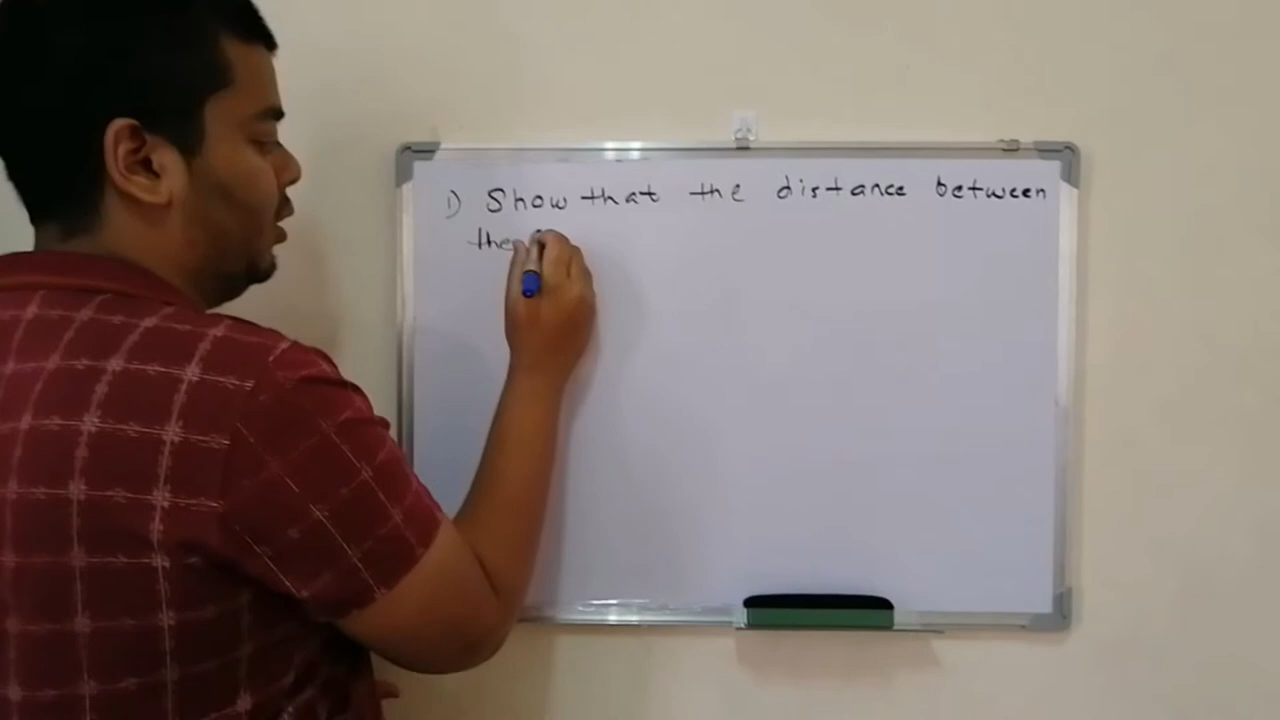 1) Show that the distance between
the